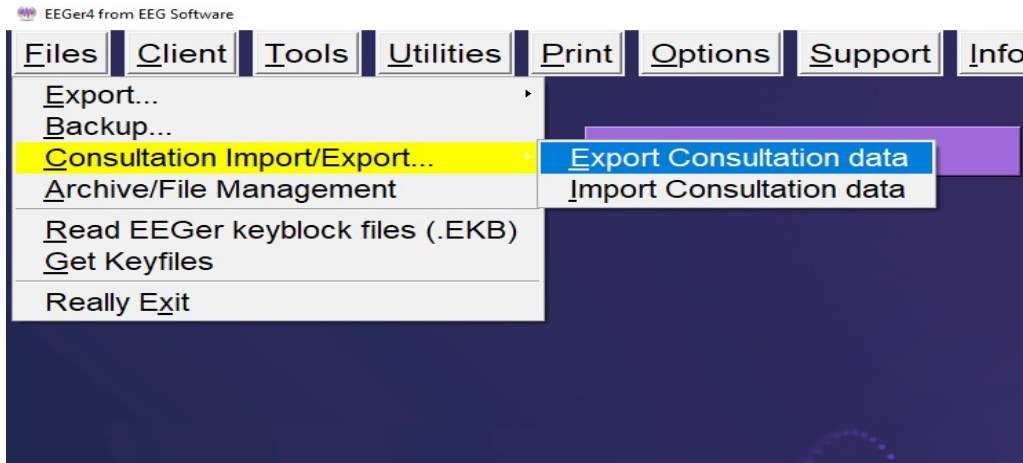 EEGer4 from EEG Software
Files Client Tools Utilities Print Options Support Info
Export...
Backup...
Consultation Import/Export...
Export Consultation data
Archive/File Management
Import Consultation data
Read EEGer keyblock files (.EKB)
Get Keyfiles
Really Exit